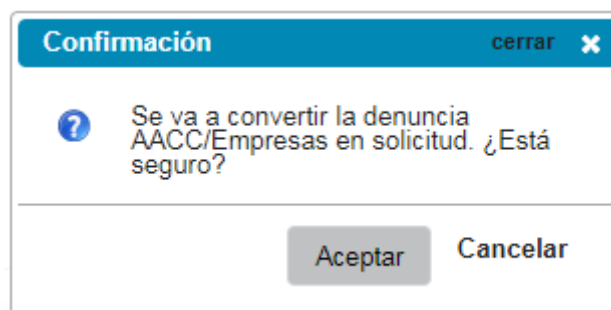 Confirmación cerrar ✖
Se va a convertir la denuncia
AACC/Empresas en solicitud. ¿Está
seguro?
Aceptar Cancelar